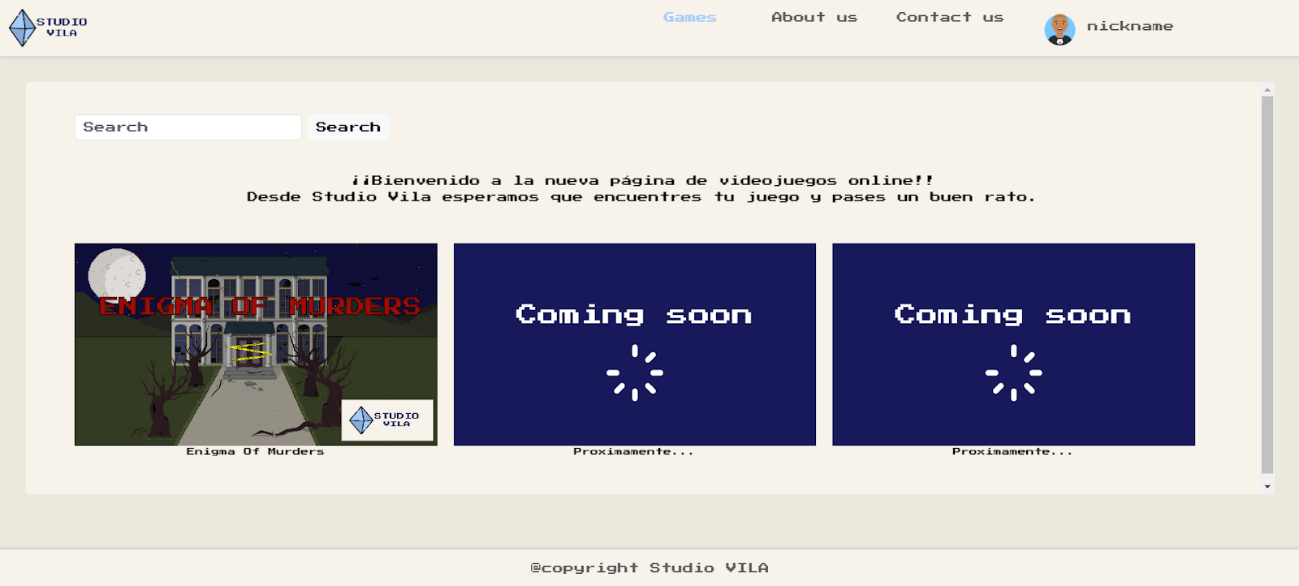 STUDIO
VILA
Games
About us
Contact us
nickname
Search
Search
¡¡Bienvenido a la nueva página de videojuegos online!!
Desde Studio Vila esperamos que encuentres tu juego y pases un buen rato.
ENIGMA OF MURDERS
STUDIO
VILA
Enigma Of Murders
Coming soon
Proximamente...
Coming soon
Proximamente...
@copyright Studio VILA